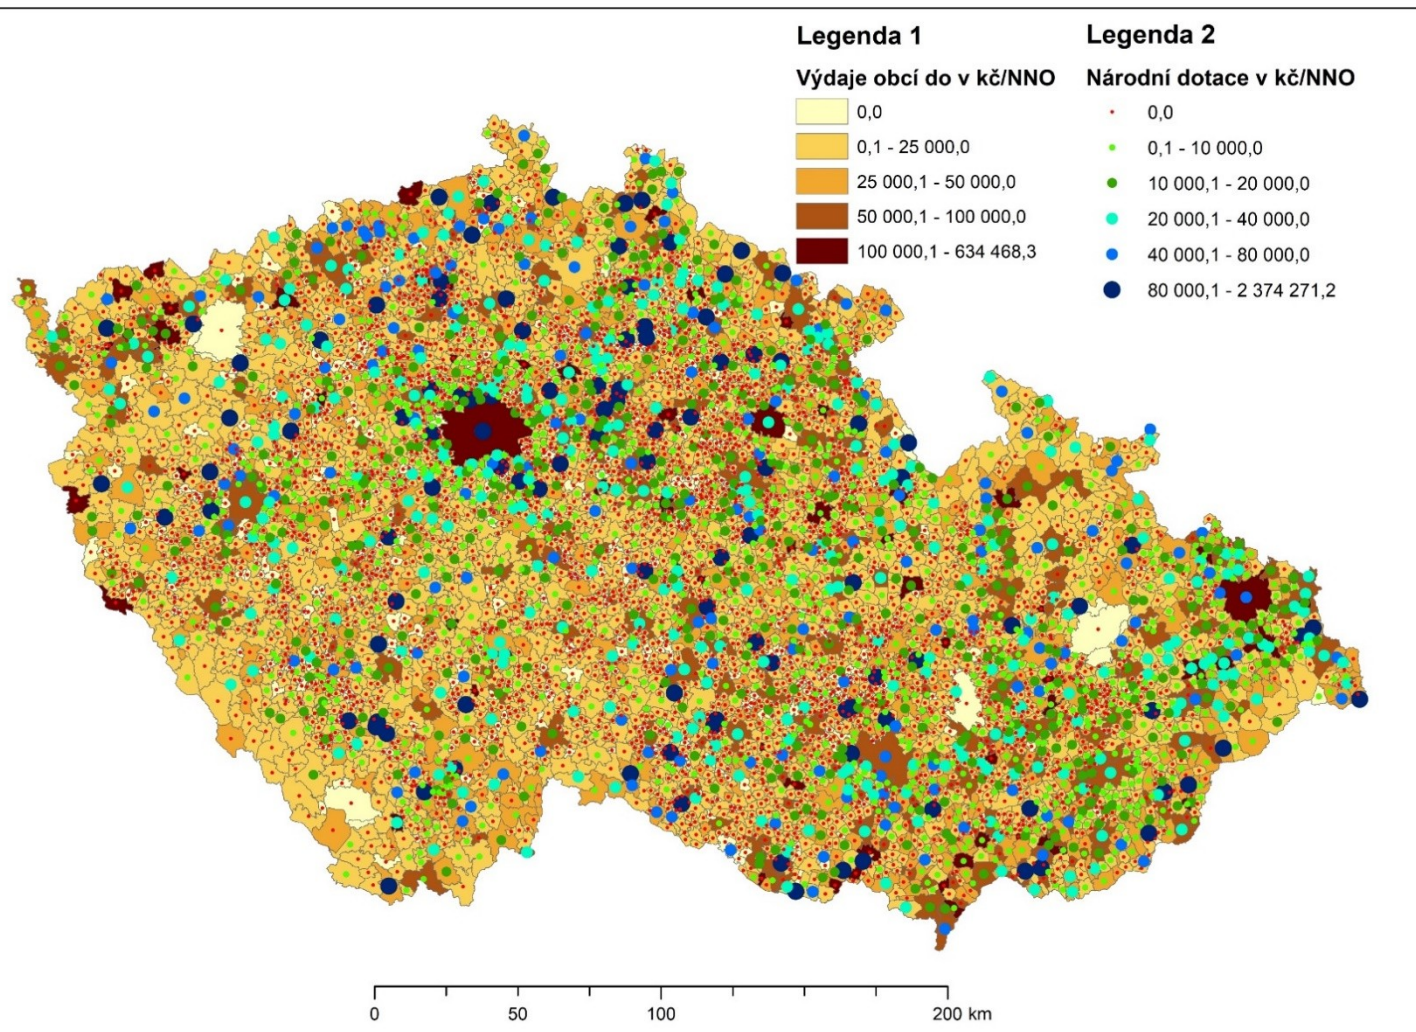 Legenda 1
Výdaje obcí do v kč/NNO
0,0
0,1 - 25 000,0
25 000,1 - 50 000,0
50 000,1 - 100 000,0
100 000,1 - 634 468,3
Legenda 2
Národní dotace v kč/NNO
0,0
0,1 - 10 000,0
10 000,1 - 20 000,0
20 000,1 - 40 000,0
40 000,1 - 80 000,0
80 000,1 - 2 374 271,2
0 50 100 200 km